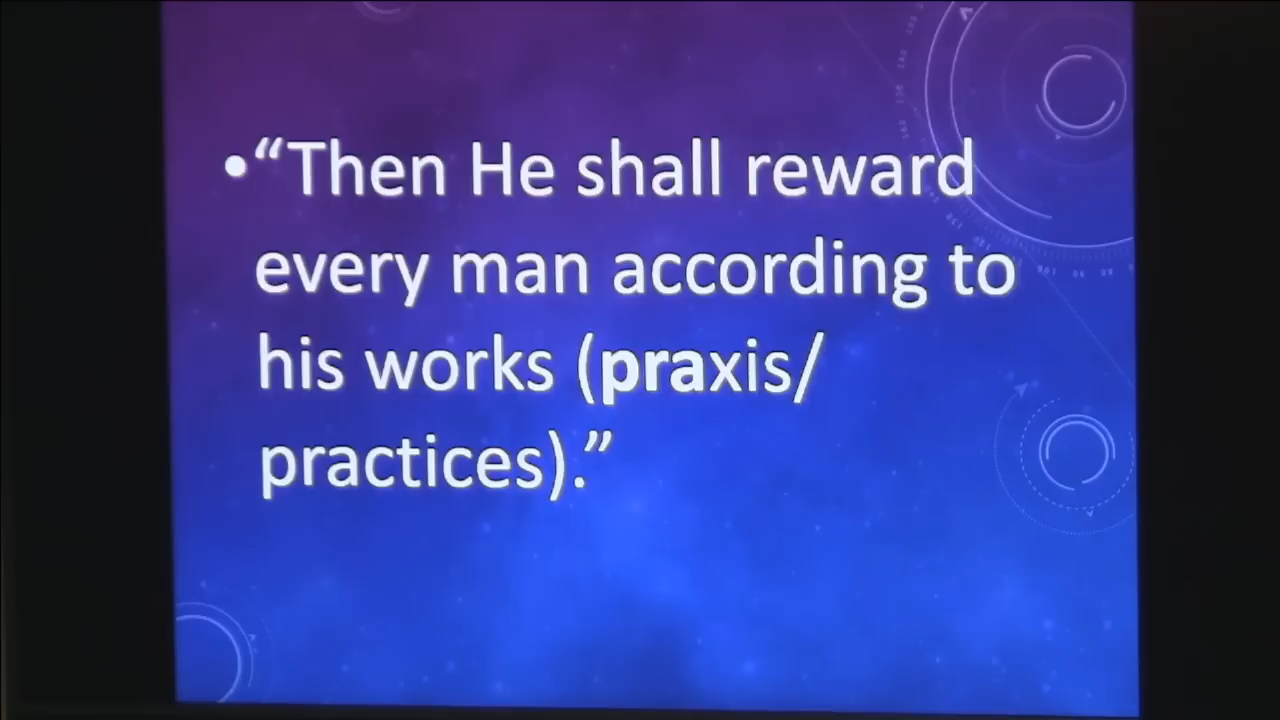 •“Then He shall reward
every man according to
his works (praxis/
practices).”